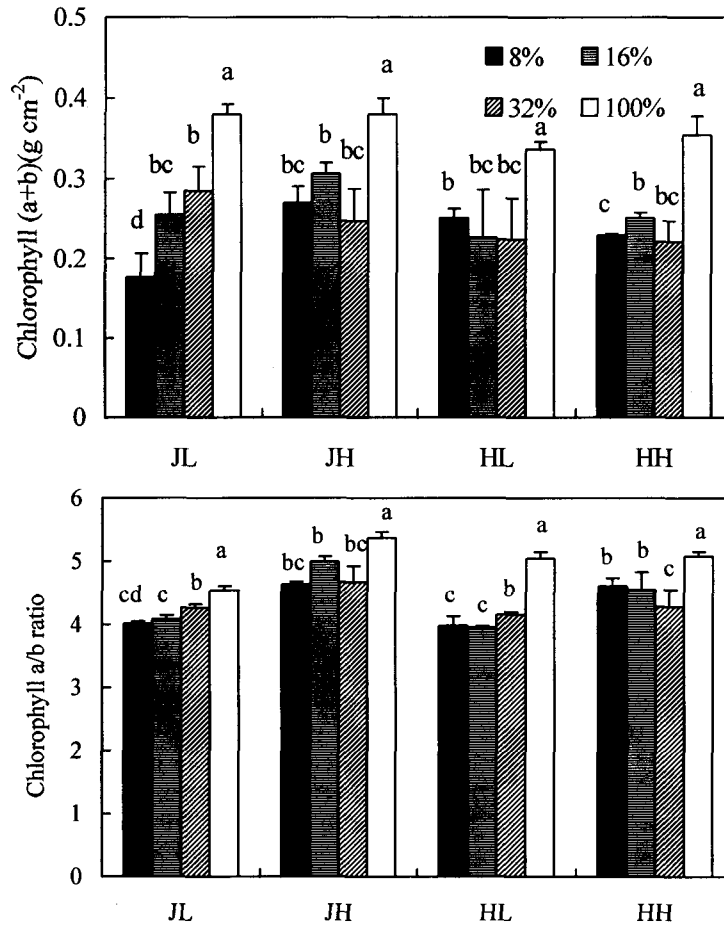 Chlorophyll (a+b)(g cm⁻²)
0.5
0.4
0.3
0.2
0.1
0
8% 16%
32% 100%
d bc b a
bc b bc a
b bc bc a
c b bc a
JL JH HL HH
Chlorophyll a/b ratio
6
5
4
3
2
1
0
cd c b a
bc b bc a
c c b a
b b c a
JL JH HL HH